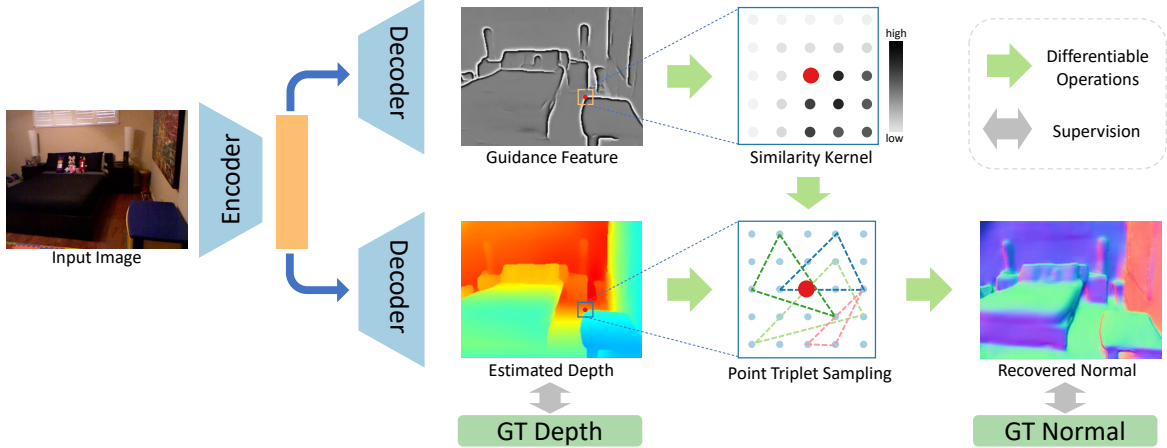 Decoder
high
low
Differentiable
Operations
Supervision
Encoder
Guidance Feature
Similarity Kernel
Input Image
Decoder
Estimated Depth
Point Triplet Sampling
Recovered Normal
GT Depth
GT Normal